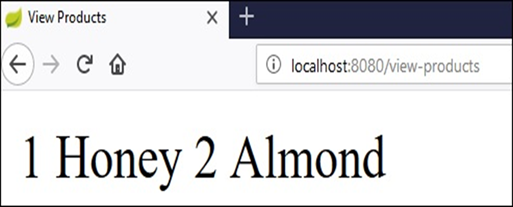 View Products
localhost:8080/view-products
1 Honey 2 Almond